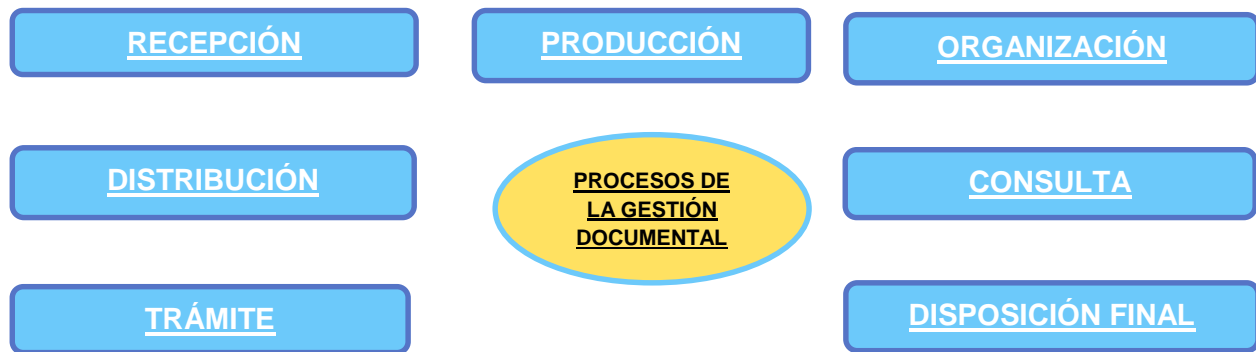 RECEPCIÓN
PRODUCCIÓN
ORGANIZACIÓN
DISTRIBUCIÓN
PROCESOS DE
LA GESTIÓN
DOCUMENTAL
CONSULTA
TRÁMITE
DISPOSICIÓN FINAL